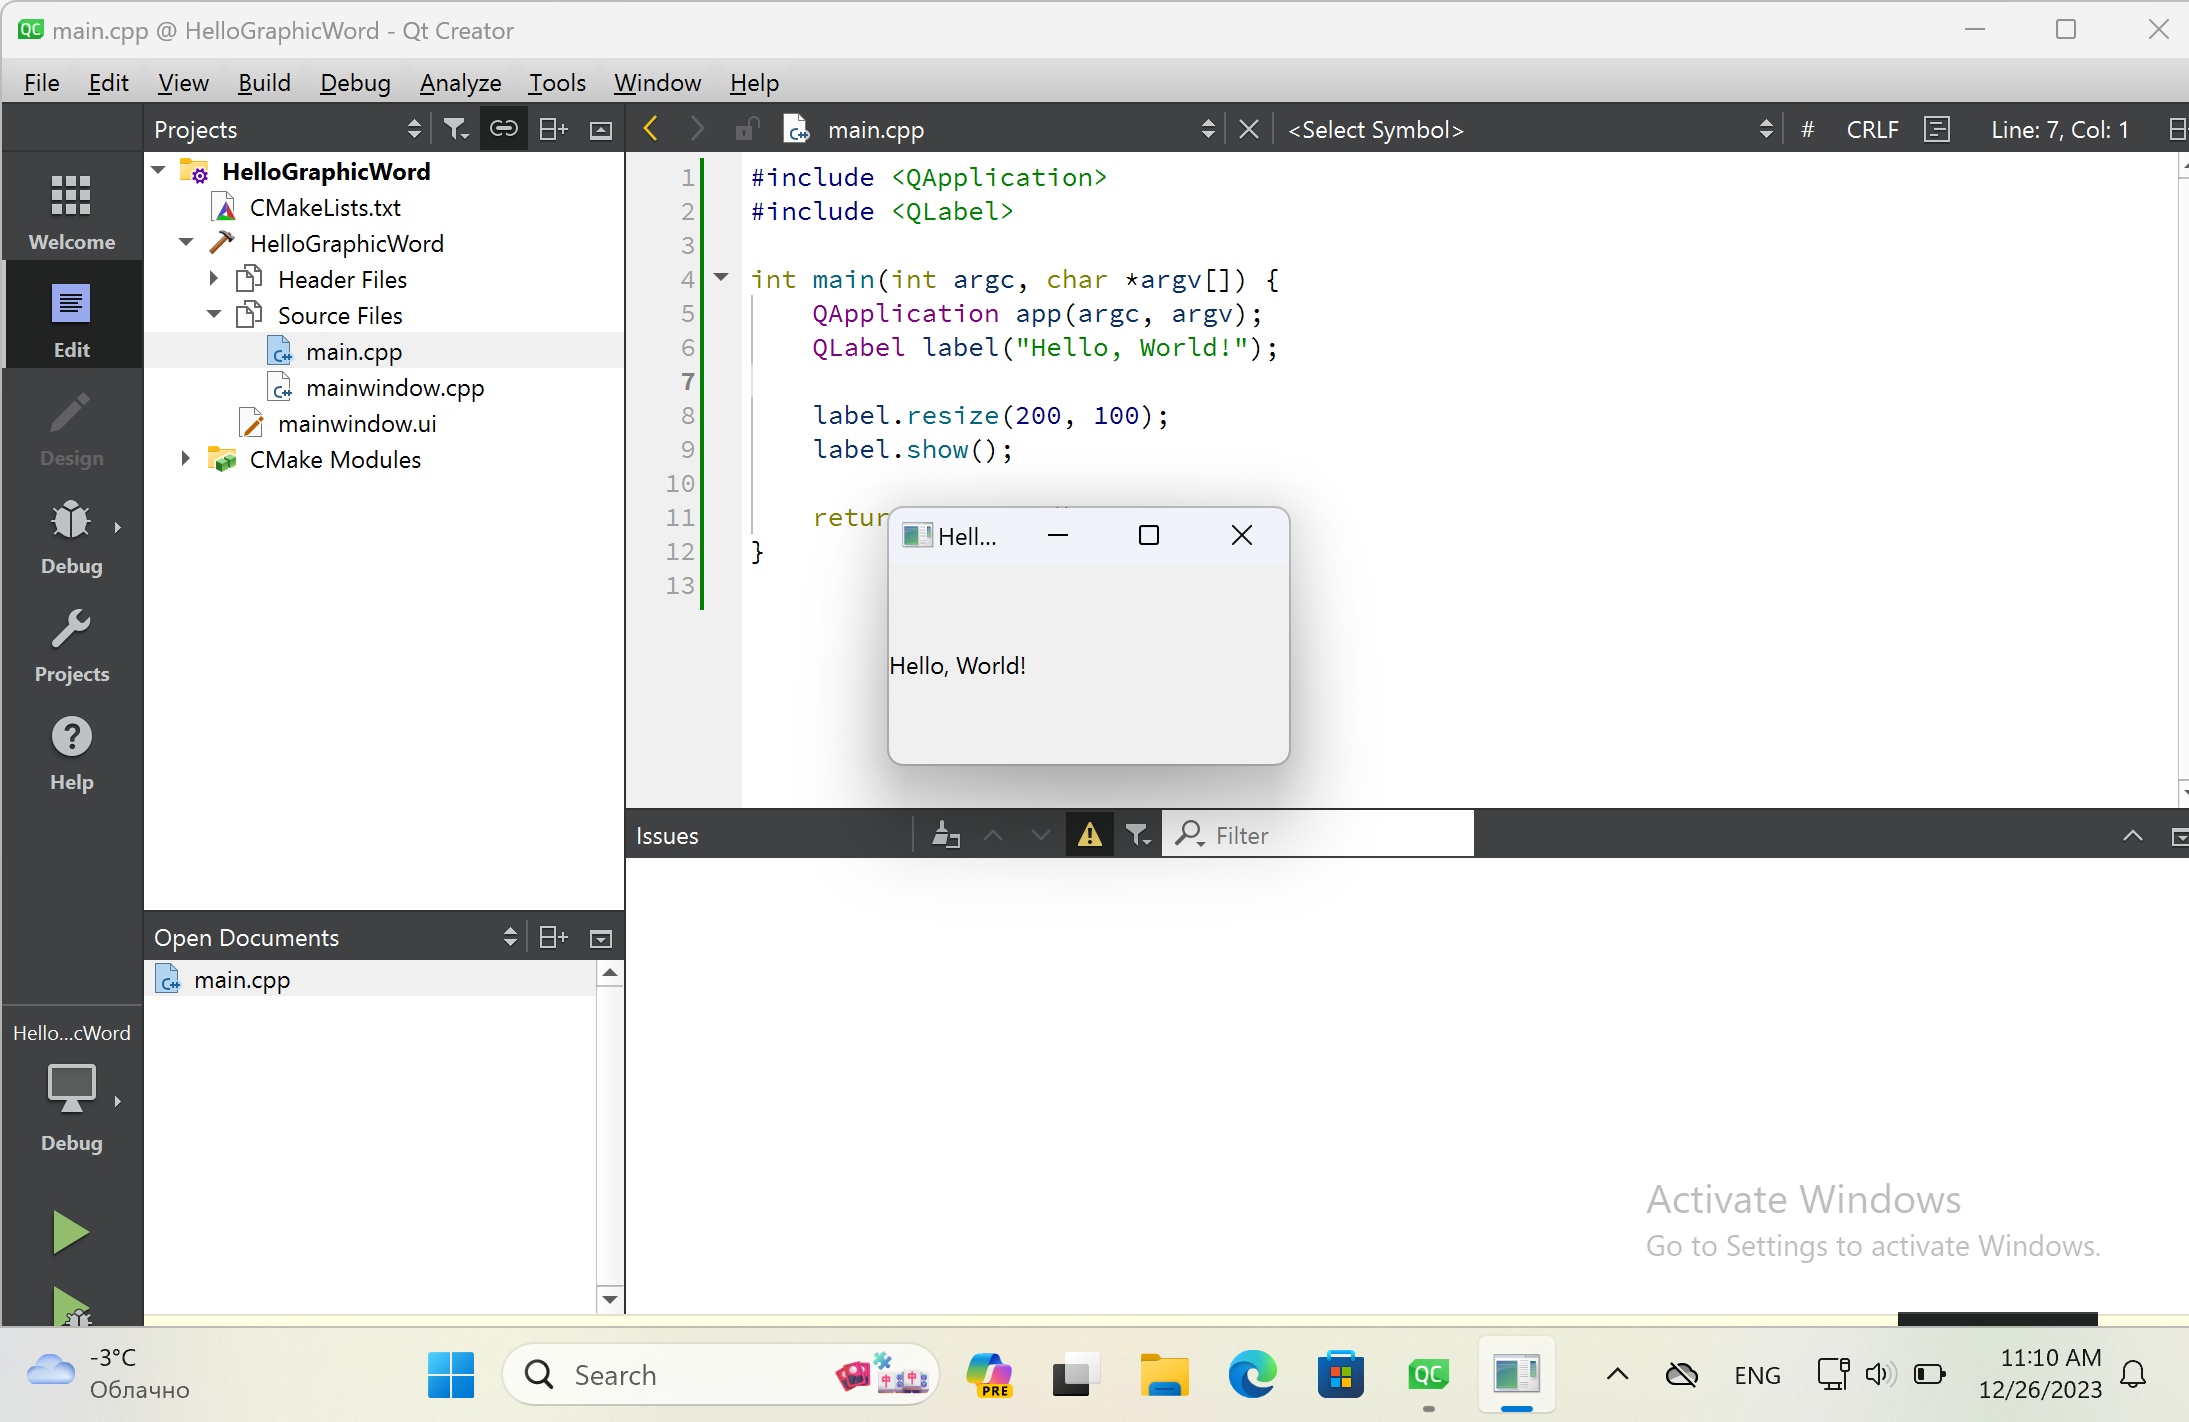 main.cpp @ HelloGraphicWord - Qt Creator
File Edit View Build Debug Analyze Tools Window Help
Projects
main.cpp
<Select Symbol>
# CRLF
Line: 7, Col: 1
Welcome
Edit
Design
Debug
Projects
Help
HelloGraphicWord
CMakeLists.txt
HelloGraphicWord
Header Files
Source Files
main.cpp
mainwindow.cpp
mainwindow.ui
CMake Modules
1 #include <QApplication>
2 #include <QLabel>
3
4 int main(int argc, char *argv[]) {
5 QApplication app(argc, argv);
6 QLabel label("Hello, World!");
7
8 label.resize(200, 100);
9 label.show();
10
11 retur
12 }
13
Hell...
Hello, World!
Issues
Filter
Open Documents
main.cpp
Hello...cWord
Debug
Activate Windows
Go to Settings to activate Windows.
-3°C
Облачно
Search
PRE
QC
ENG
11:10 AM
12/26/2023